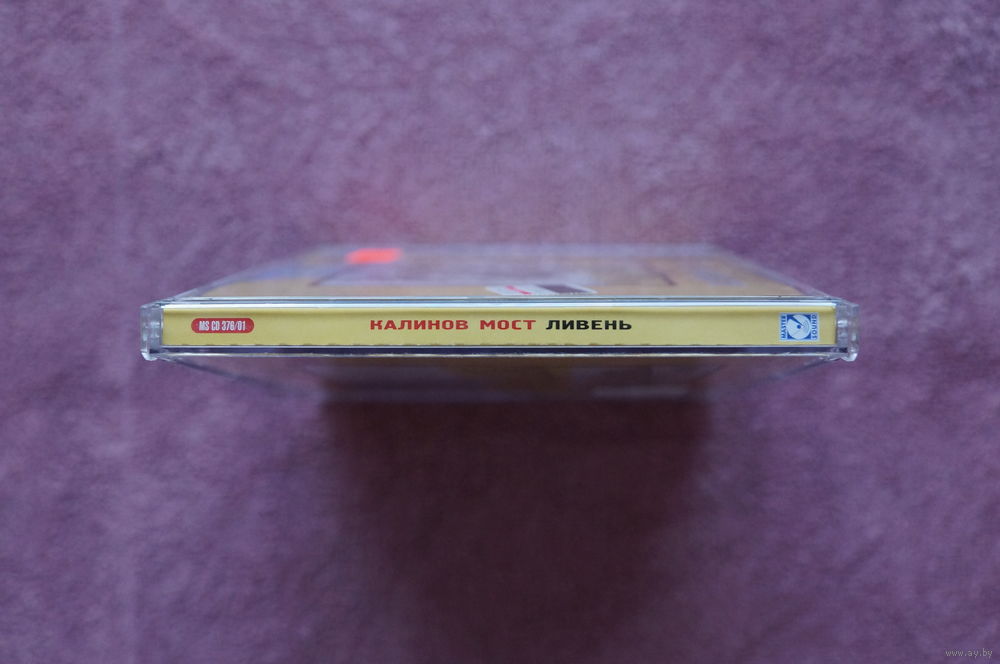 MS CD 376/01
КАЛИНОВ МОСТ ЛИВЕНЬ
MASTER SOUND
www.ay.by